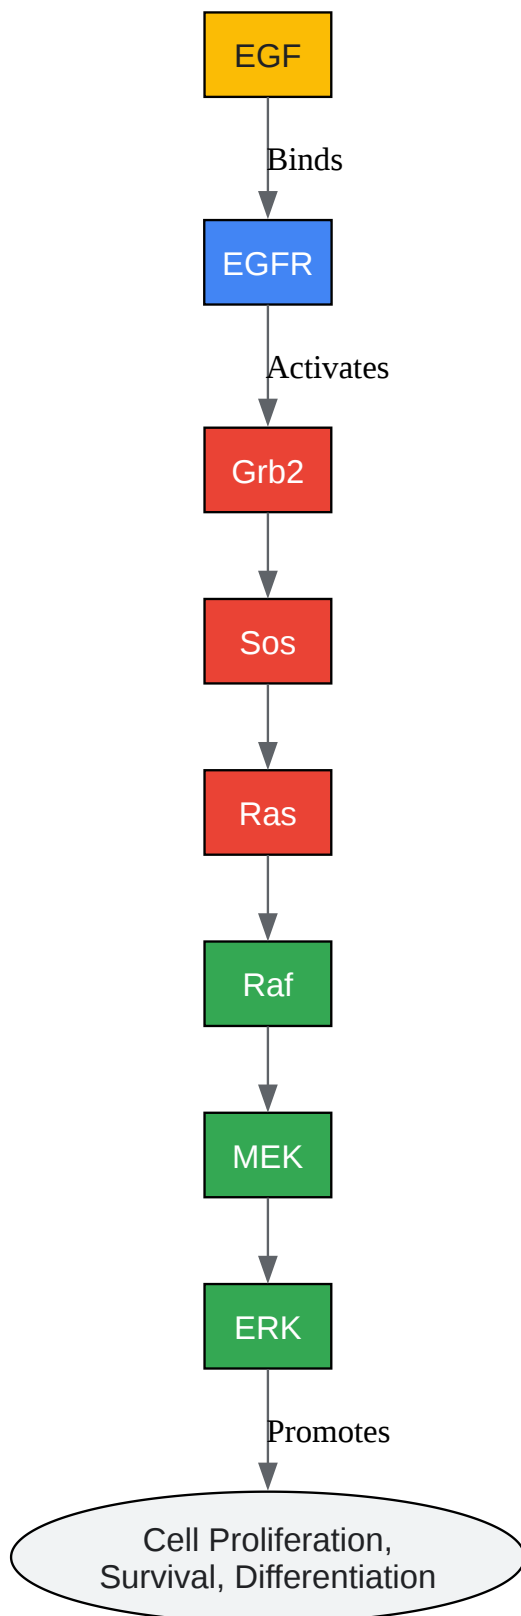 EGF
Binds
EGFR
Activates
Grb2
Sos
Ras
Raf
MEK
ERK
Promotes
Cell Proliferation,
Survival, Differentiation